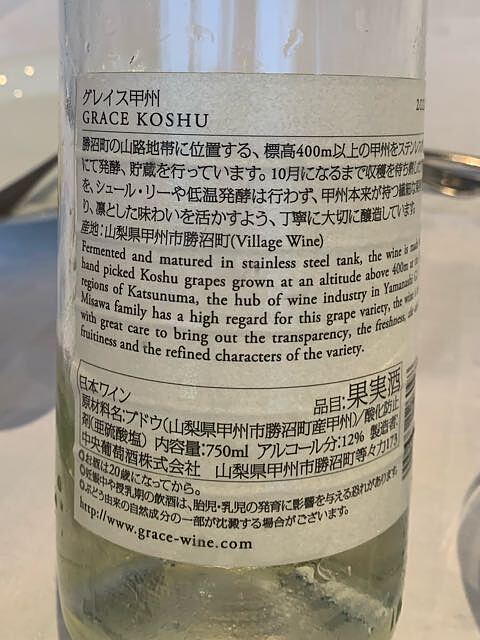 グレイス甲州
GRACE KOSHU
勝沼町の山路地帯に位置する、標高400m以上の甲州をステンレス
にて発酵、貯蔵を行っています。10月になるまで収穫を待ち
を、シュール・リーや低温発酵は行わず、甲州本来が持つ繊細な
り、凛とした味わいを活かすよう、丁寧に大切に醸造しています。
産地:山梨県甲州市勝沼町(Village Wine)
Fermented and matured in stainless steel tank, the wine is made
hand picked Koshu grapes grown at an altitude above 400m
regions of Katsunuma, the hub of wine industry in Yamanashi
Misawa family has a high regard for this grape variety, the wine
with great care to bring out the transparency, the freshness,
fruitiness and the refined characters of the variety.
日本ワイン 品目:果実酒
原材料名:ブドウ(山梨県甲州市勝沼町産甲州)/酸化防止
剤(亜硫酸塩) 内容量:750ml アルコール分:12% 製造者:
中央葡萄酒株式会社 山梨県甲州市勝沼町等々力173
●お酒は20歳になってから。
●妊娠中や授乳期の飲酒は、胎児・乳児の発育に影響を与える恐れがあります。
●ぶどう由来の自然成分の一部が沈澱する場合がございます。
http://www.grace-wine.com